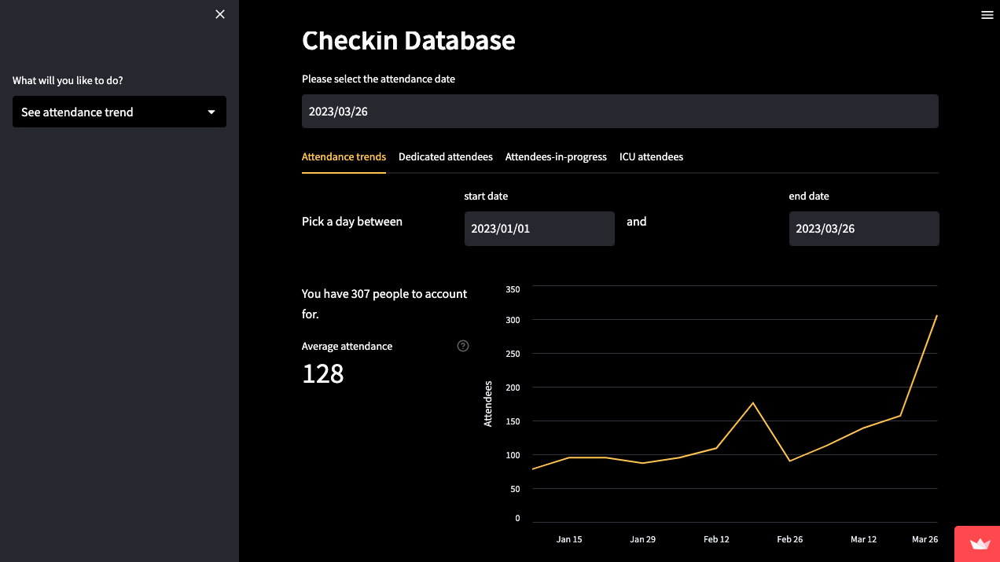 What will you like to do?
See attendance trend
Checkin Database
Please select the attendance date
2023/03/26
Attendance trends Dedicated attendees Attendees-in-progress ICU attendees
start date
end date
Pick a day between
2023/01/01
and
2023/03/26
You have 307 people to account
for.
Average attendance
128
Attendees
350
300
250
200
150
100
50
0
Jan 15 Jan 29 Feb 12 Feb 26 Mar 12 Mar 26